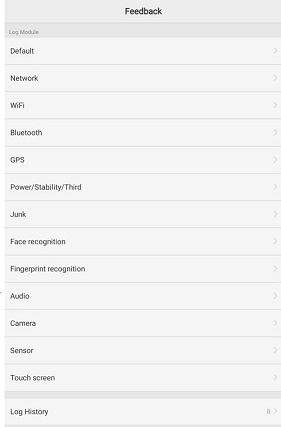 Feedback
Log Module
Default
Network
WiFi
Bluetooth
GPS
Power/Stability/Third
Junk
Face recognition
Fingerprint recognition
Audio
Camera
Sensor
Touch screen
Log History 0